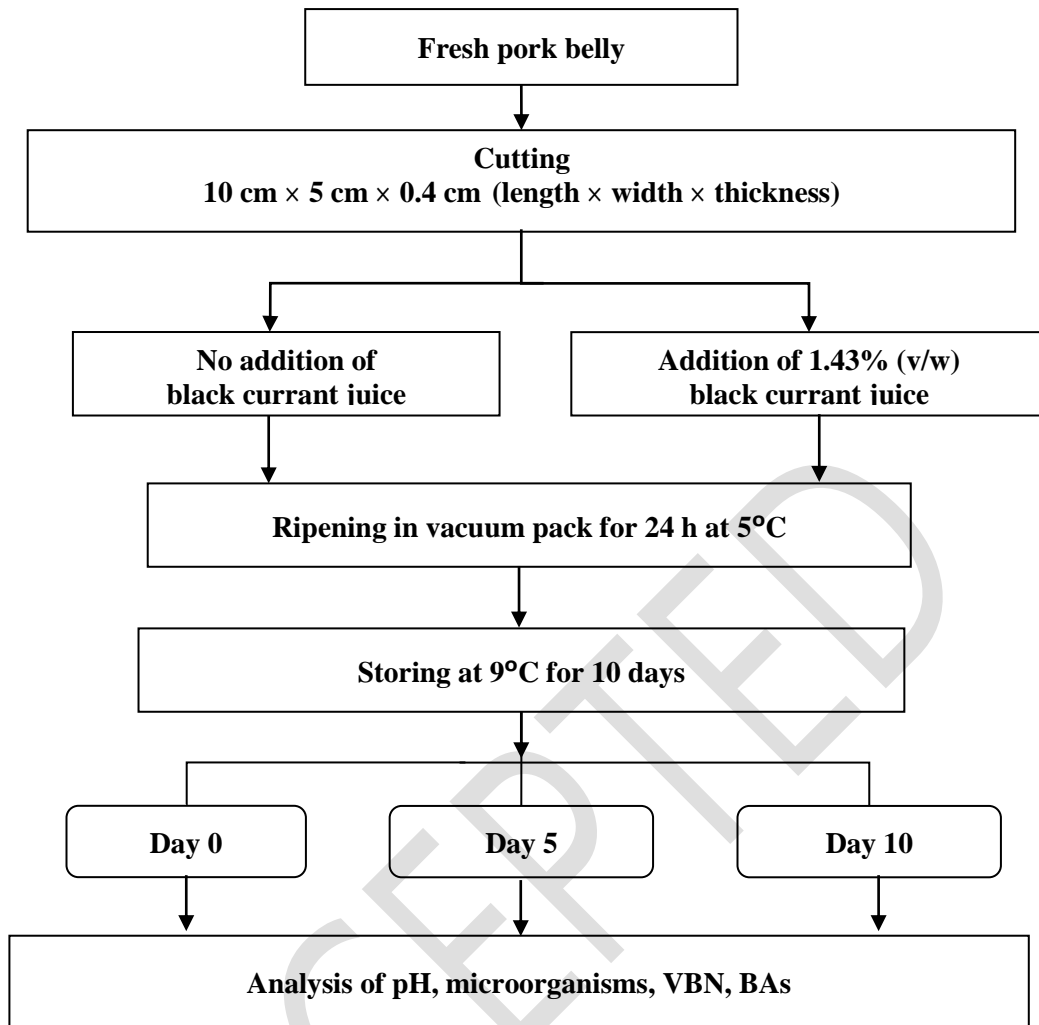 Fresh pork belly
Cutting
10 cm × 5 cm × 0.4 cm (length × width × thickness)
No addition of
black currant juice
Addition of 1.43% (v/w)
black currant juice
Ripening in vacuum pack for 24 h at 5°C
Storing at 9°C for 10 days
Day 0
Day 5
Day 10
Analysis of pH, microorganisms, VBN, BAs
CEPTED